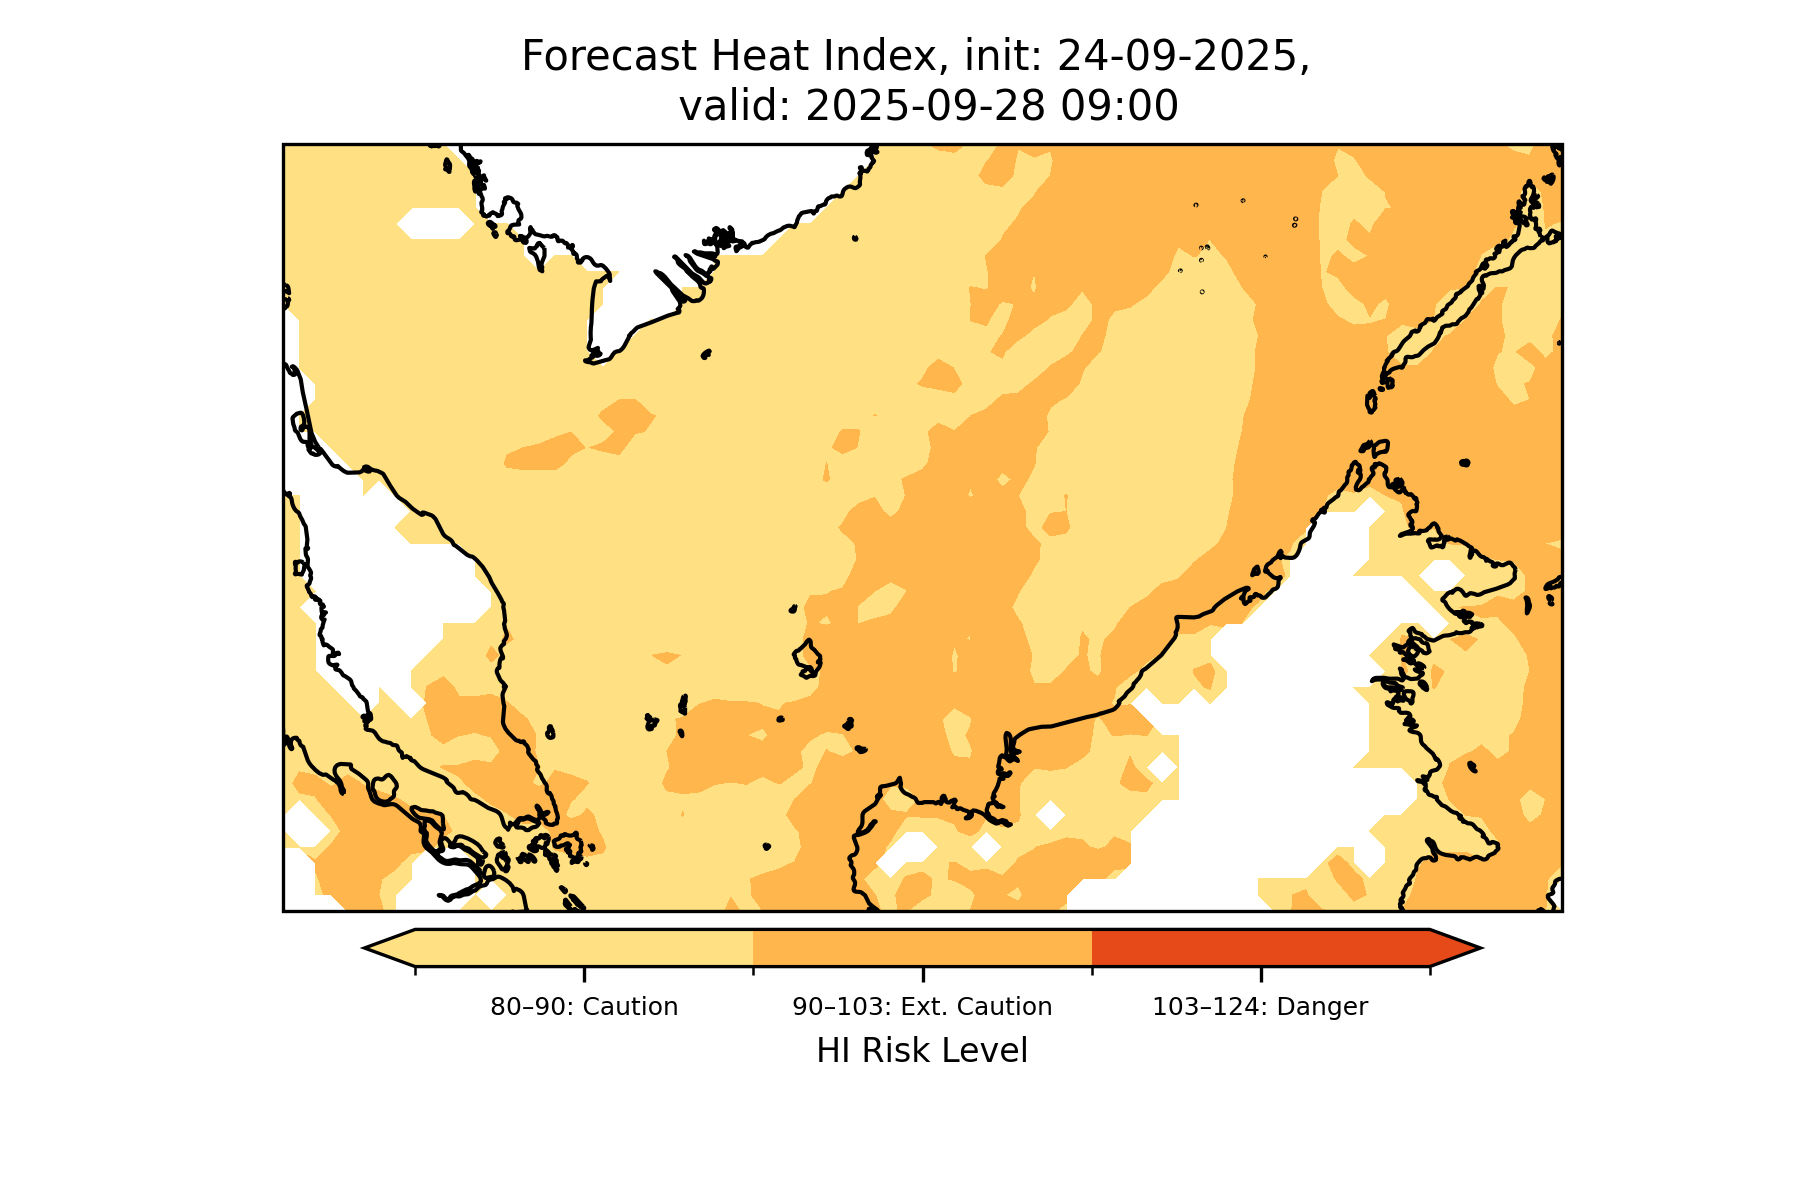 Forecast Heat Index, init: 24-09-2025,
valid: 2025-09-28 09:00
80–90: Caution
90–103: Ext. Caution
103–124: Danger
HI Risk Level